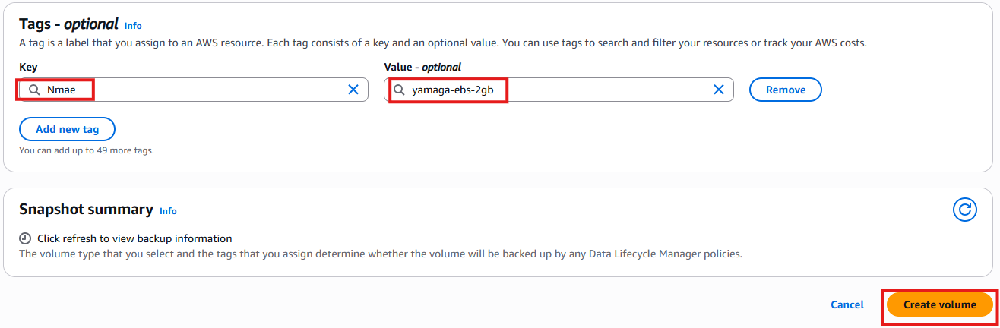 Tags - optional Info
A tag is a label that you assign to an AWS resource. Each tag consists of a key and an optional value. You can use tags to search and filter your resources or track your AWS costs.
Key Value - optional
Nmae yamaga-ebs-2gb Remove
Add new tag
You can add up to 49 more tags.
Snapshot summary Info
Click refresh to view backup information
The volume type that you select and the tags that you assign determine whether the volume will be backed up by any Data Lifecycle Manager policies.
Cancel Create volume